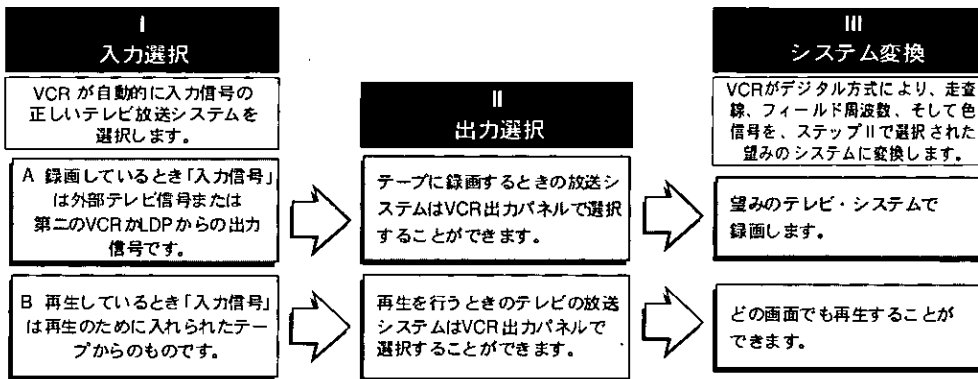 I
入力選択
VCR が自動的に入力信号の
正しいテレビ放送システムを
選択します。
A 録画しているとき「入力信号」
は外部テレビ信号または
第二のVCRかLDPからの出力
信号です。
B 再生しているとき「入力信号」
は再生のために入れられたテー
プからのものです。
II
出力選択
テープに録画するときの放送シ
ステムはVCR出力パネルで選択
することができます。
再生を行うときのテレビの放送
システムはVCR出力パネルで
選択することができます。
III
システム変換
VCRがデジタル方式により、走査
線、フィールド周波数、そして色
信号を、ステップIIで選択された
望みのシステムに変換します。
望みのテレビ・システムで
録画します。
どの画面でも再生することが
できます。